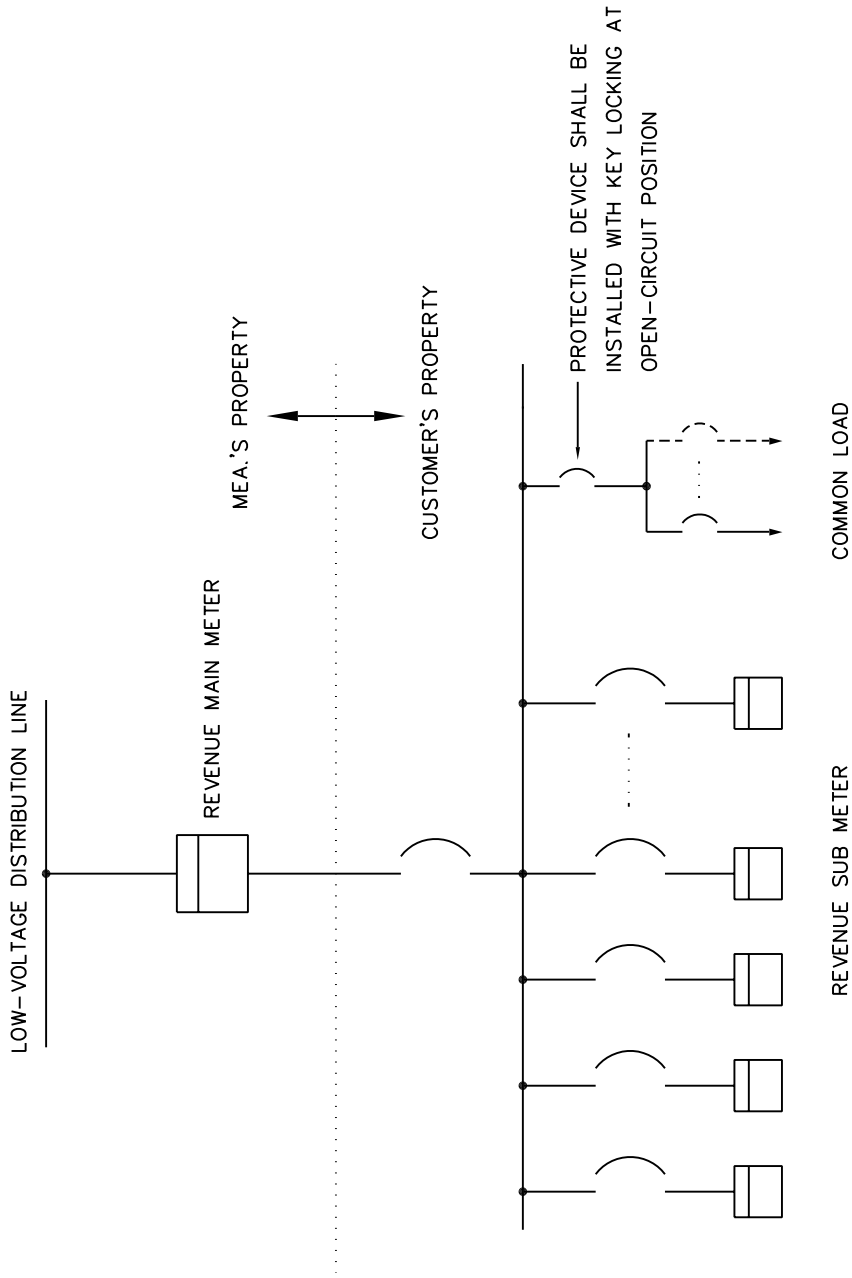 LOW-VOLTAGE DISTRIBUTION LINE
REVENUE MAIN METER
MEA.'S PROPERTY
CUSTOMER'S PROPERTY
PROTECTIVE DEVICE SHALL BE
INSTALLED WITH KEY LOCKING AT
OPEN-CIRCUIT POSITION
REVENUE SUB METER
COMMON LOAD